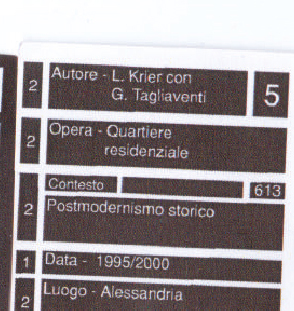 2
Autore - L. Krier con
G. Tagliaventi
5
2
Opera - Quartiere
residenziale
Contesto
613
2
Postmodernismo storico
1
Data - 1995/2000
2
Luogo - Alessandria